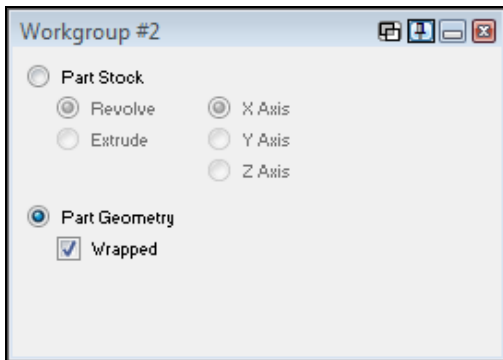 Workgroup #2
Part Stock
Revolve X Axis
Extrude Y Axis
Z Axis
Part Geometry
Wrapped